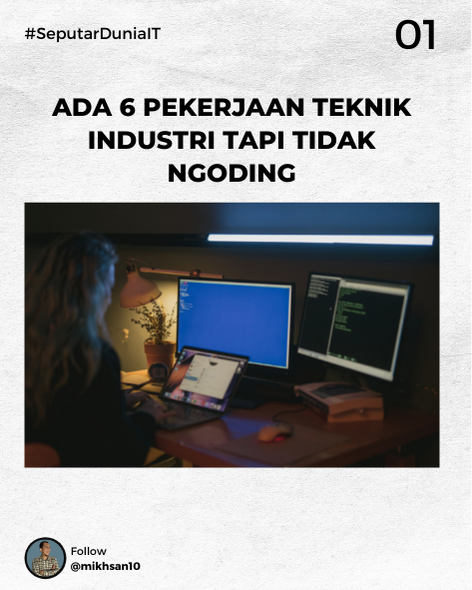 #SeputarDuniaIT
01
ADA 6 PEKERJAAN TEKNIK
INDUSTRI TAPI TIDAK
NGODING
Follow
@mikhsan10